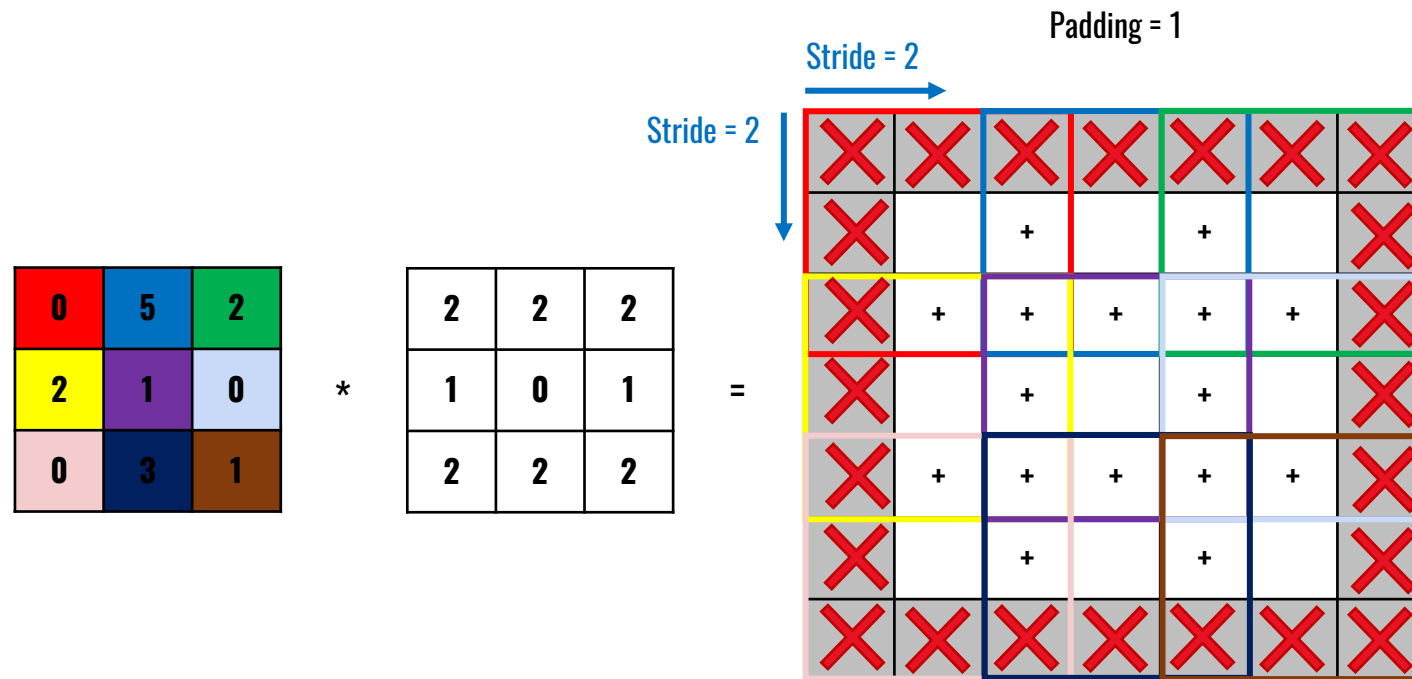 Padding = 1
Stride = 2
Stride = 2
+ +
0 5 2
2 2 2
+ + + + +
2 1 0
*
1 0 1
=
+ +
0 3 1
2 2 2
+ + + + +
+ +